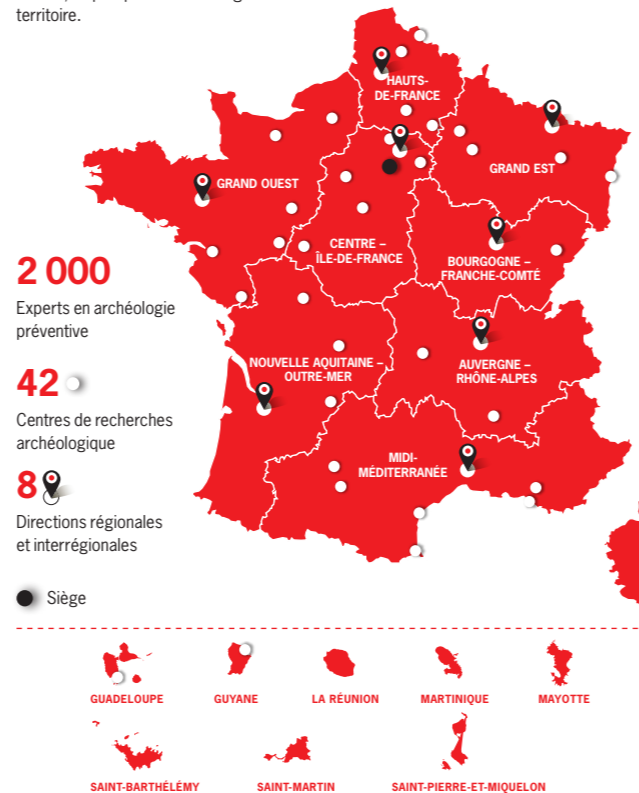 territoire.
HAUTS-
DE-FRANCE
GRAND OUEST
GRAND EST
CENTRE –
ÎLE-DE-FRANCE
BOURGOGNE –
FRANCHE-COMTÉ
2 000
Experts en archéologie
préventive
NOUVELLE AQUITAINE –
OUTRE-MER
AUVERGNE –
RHÔNE-ALPES
42
Centres de recherches
archéologique
MIDI-
MÉDITERRANÉE
8
Directions régionales
et interrégionales
Siège
GUADELOUPE
GUYANE
LA RÉUNION
MARTINIQUE
MAYOTTE
SAINT-BARTHÉLÉMY
SAINT-MARTIN
SAINT-PIERRE-ET-MIQUELON